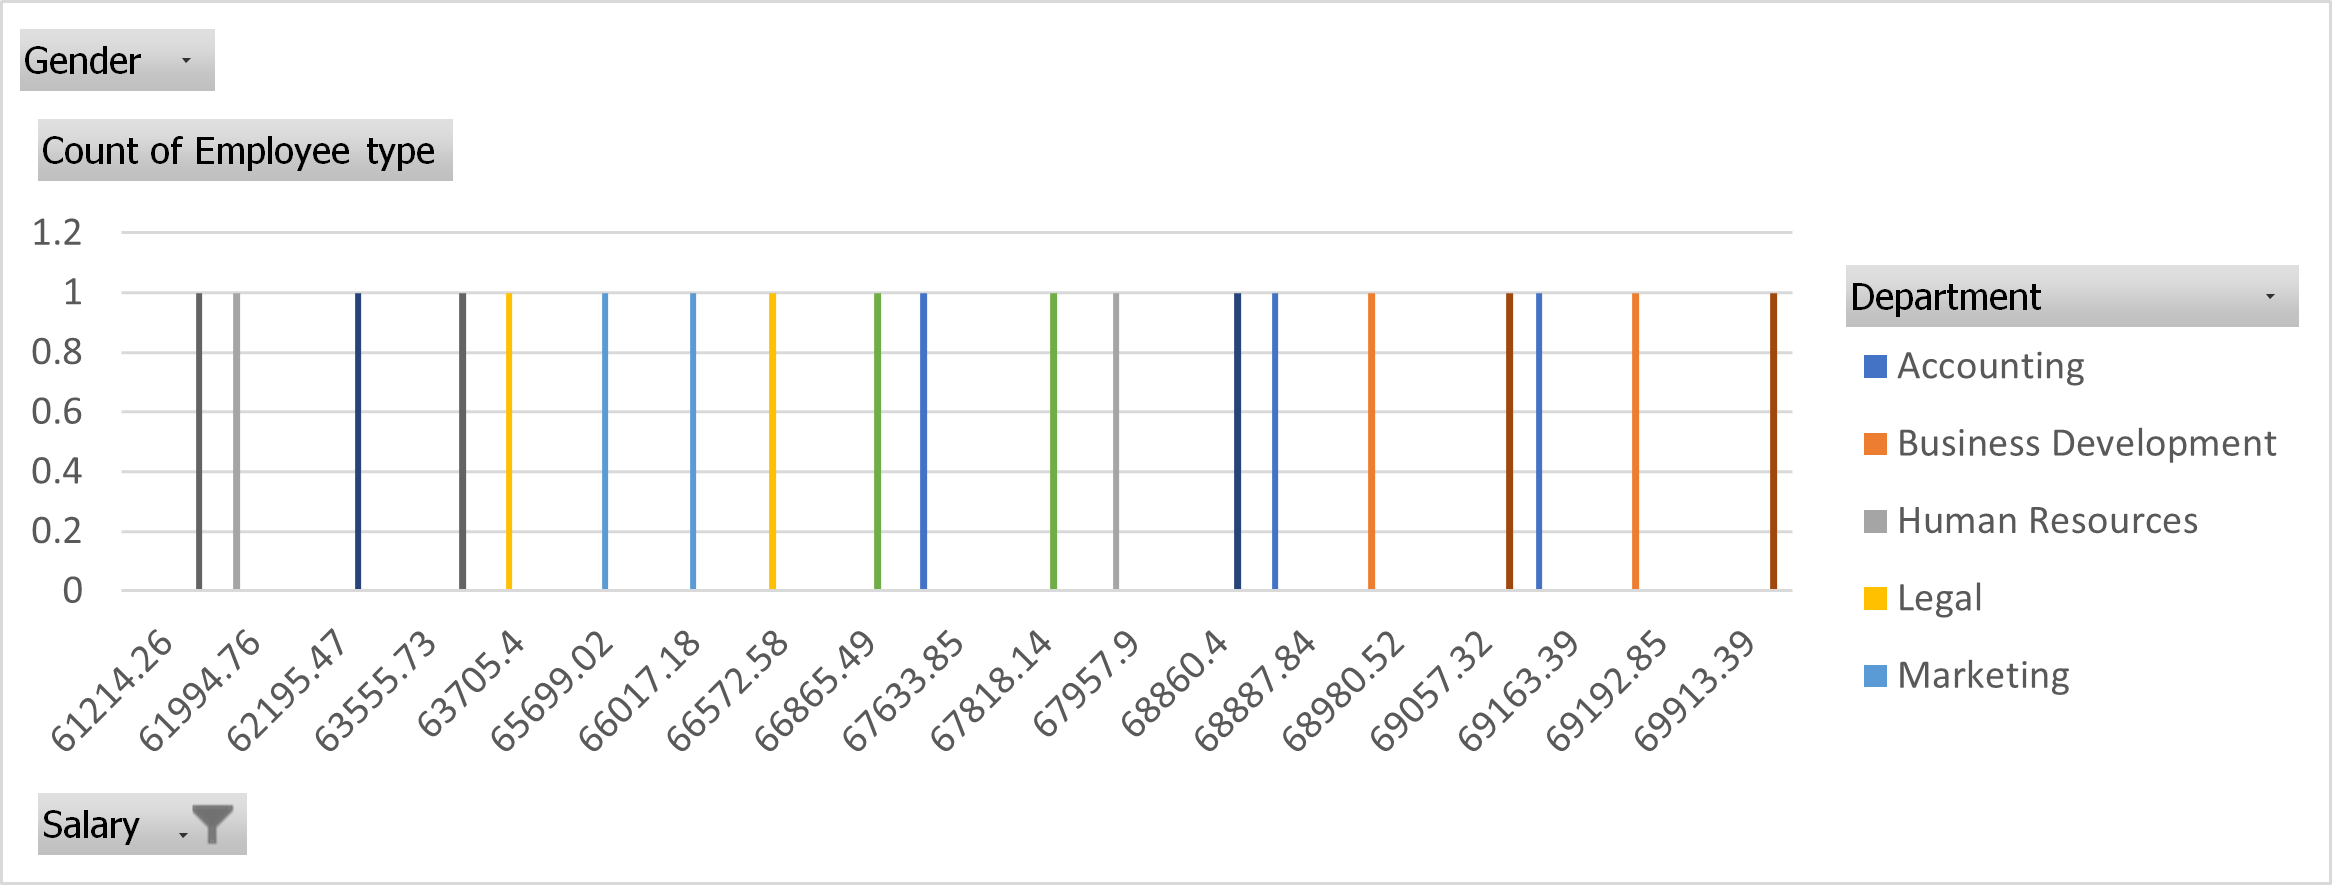 Gender
Count of Employee type
1.2
1
0.8
0.6
0.4
0.2
0
61214.26
61994.76
62195.47
63555.73
63705.4
65699.02
66017.18
66572.58
66865.49
67633.85
67818.14
67957.9
68860.4
68887.84
68980.52
69057.32
69163.39
69192.85
69913.39
Department
Accounting
Business Development
Human Resources
Legal
Marketing
Salary